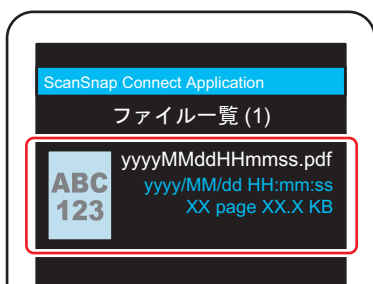 ScanSnap Connect Application
ファイル一覧 (1)
ABC
123
yyyyMMddHHmmss.pdf
yyyy/MM/dd HH:mm:ss
XX page XX.X KB